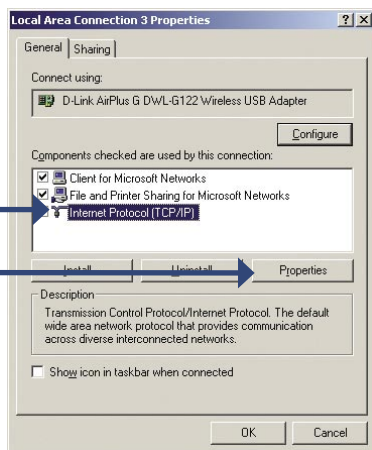 Local Area Connection 3 Properties
General Sharing
Connect using:
D-Link AirPlus G DWL-G122 Wireless USB Adapter
Configure
Components checked are used by this connection:
Client for Microsoft Networks
File and Printer Sharing for Microsoft Networks
Internet Protocol (TCP/IP)
Install Uninstall Properties
Description
Transmission Control Protocol/Internet Protocol. The default
wide area network protocol that provides communication
across diverse interconnected networks.
Show icon in taskbar when connected
OK Cancel